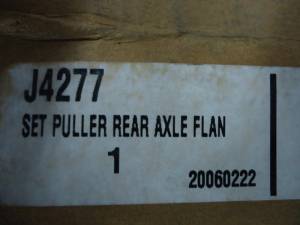 J4277
SET PULLER REAR AXLE FLAN
1
20060222